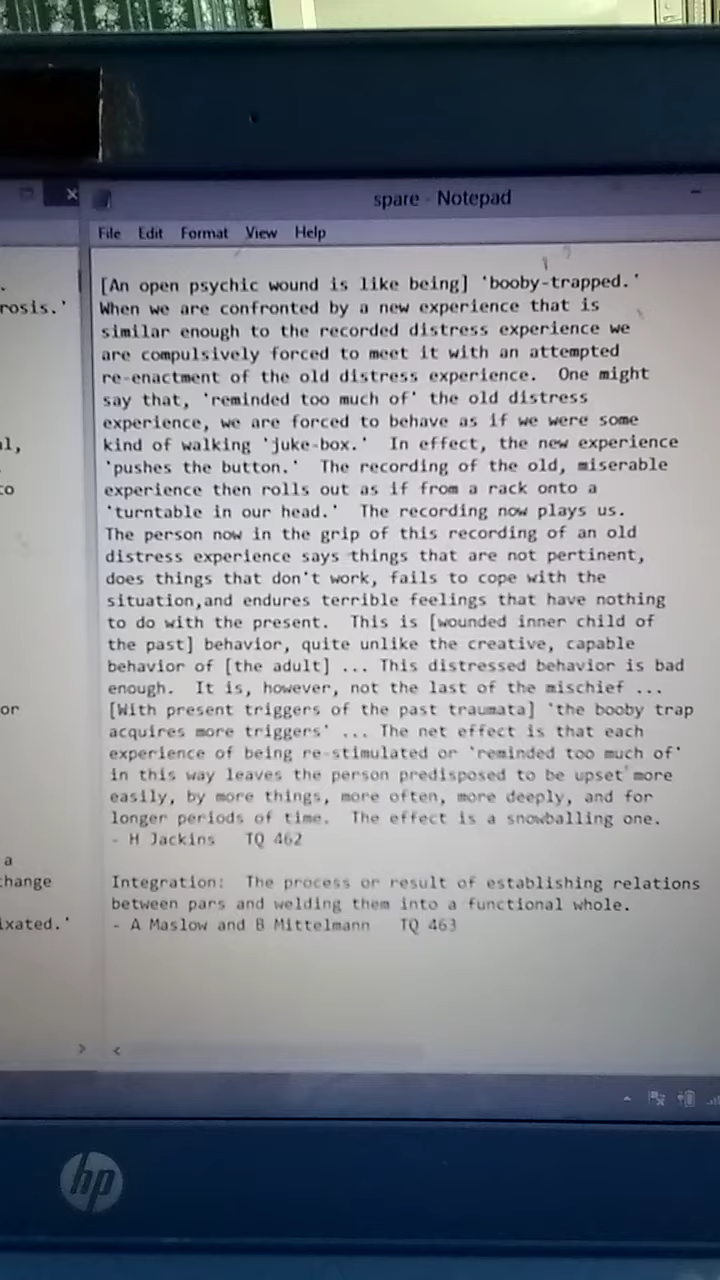 spare - Notepad
File Edit Format View Help
.
rosis.'
al,
to
or
a
change
ixated.'
[An open psychic wound is like being] 'booby-trapped.'
When we are confronted by a new experience that is
similar enough to the recorded distress experience we
are compulsively forced to meet it with an attempted
re-enactment of the old distress experience.  One might
say that, 'reminded too much of' the old distress
experience, we are forced to behave as if we were some
kind of walking 'juke-box.'  In effect, the new experience
'pushes the button.'  The recording of the old, miserable
experience then rolls out as if from a rack onto a
'turntable in our head.'  The recording now plays us.
The person now in the grip of this recording of an old
distress experience says things that are not pertinent,
does things that don't work, fails to cope with the
situation,and endures terrible feelings that have nothing
to do with the present.  This is [wounded inner child of
the past] behavior, quite unlike the creative, capable
behavior of [the adult] ... This distressed behavior is bad
enough.  It is, however, not the last of the mischief ...
[With present triggers of the past traumata] 'the booby trap
acquires more triggers' ... The net effect is that each
experience of being re-stimulated or 'reminded too much of'
in this way leaves the person predisposed to be upset more
easily, by more things, more often, more deeply, and for
longer periods of time.  The effect is a snowballing one.
- H Jackins   TQ 462
Integration:  The process or result of establishing relations
between pars and welding them into a functional whole.
- A Maslow and B Mittelmann   TQ 463
hp